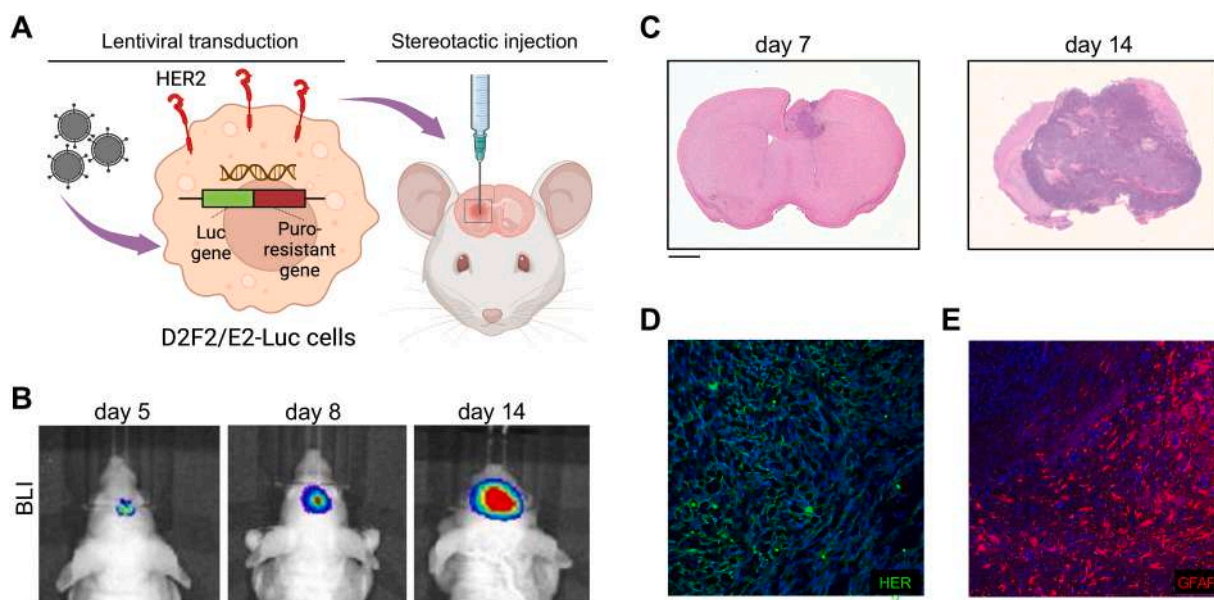 A
Lentiviral transduction
Stereotactic injection
HER2
Luc
gene
Puro-
resistant
gene
D2F2/E2-Luc cells
B
day 5
day 8
day 14
BLI
C
day 7
day 14
D
HER
E
GFAP